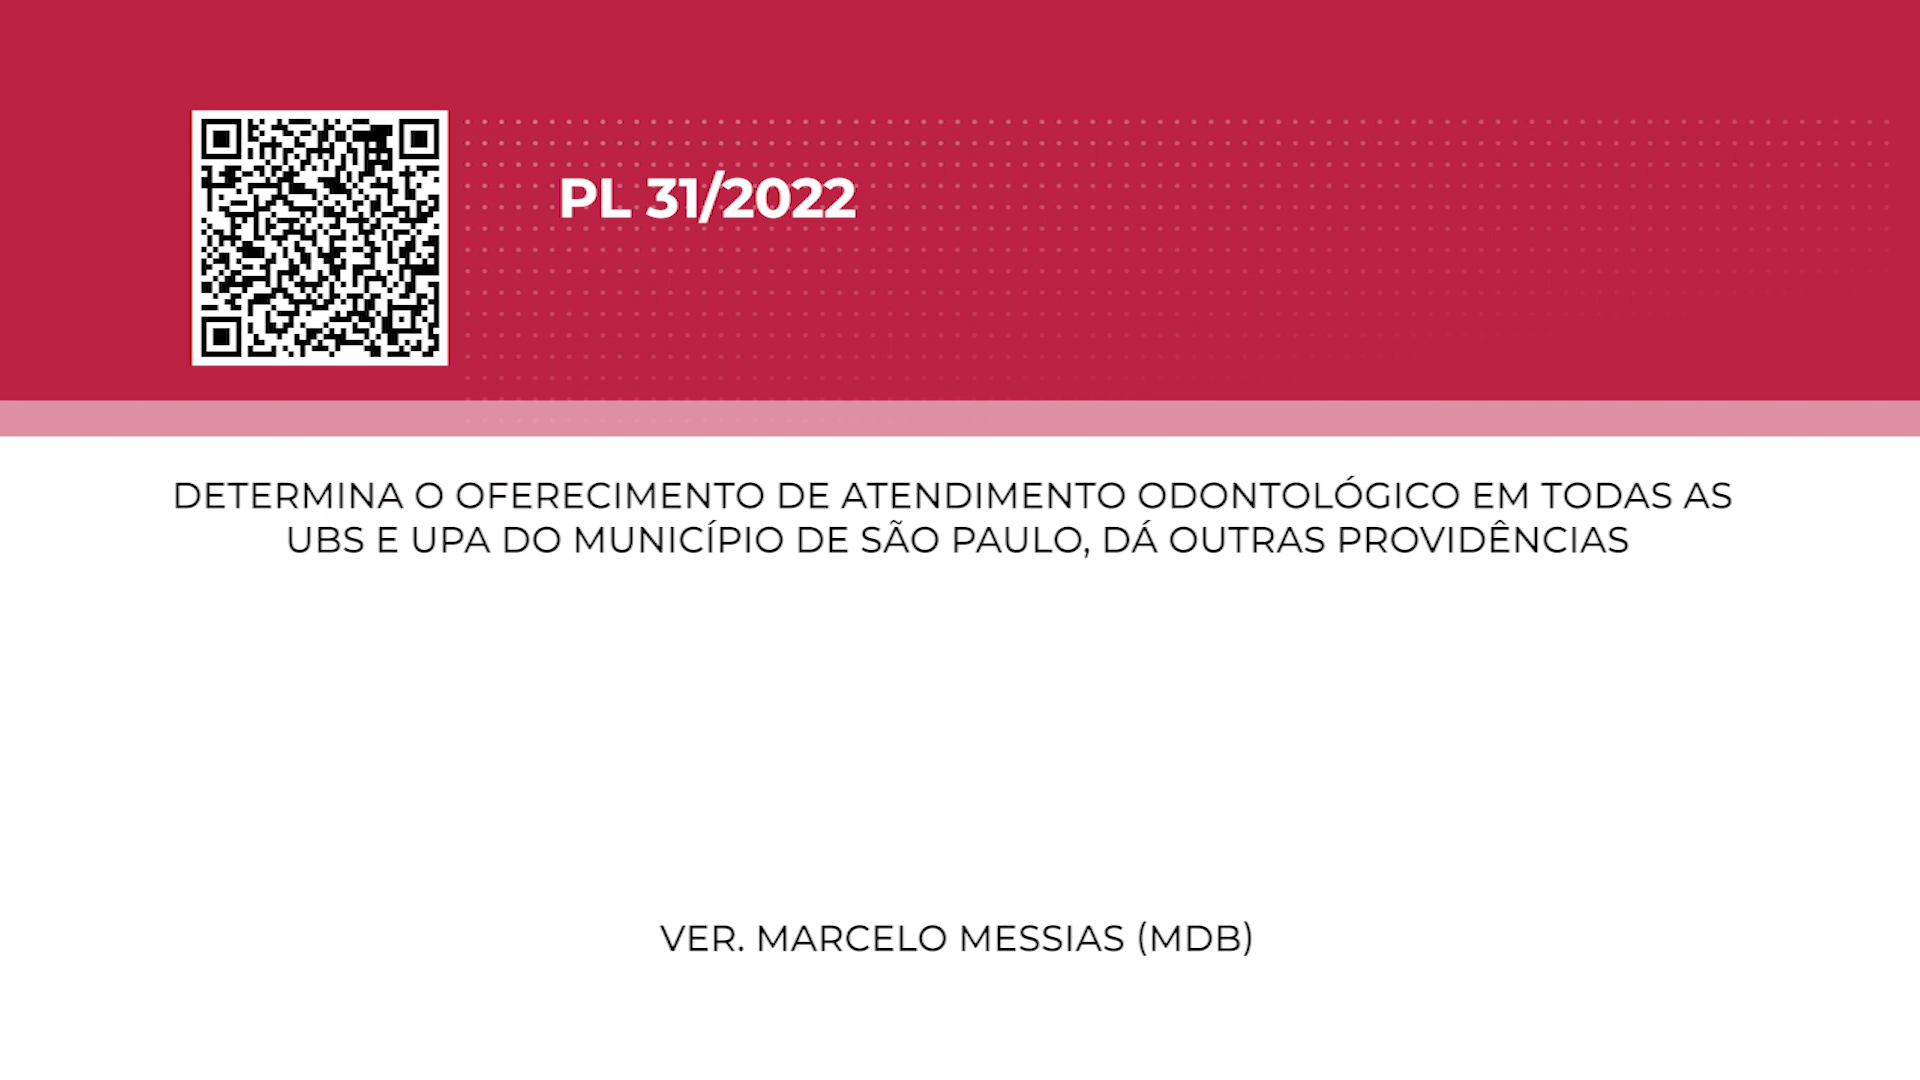 PL 31/2022
DETERMINA O OFERECIMENTO DE ATENDIMENTO ODONTOLÓGICO EM TODAS AS
UBS E UPA DO MUNICÍPIO DE SÃO PAULO, DÁ OUTRAS PROVIDÊNCIAS
VER. MARCELO MESSIAS (MDB)